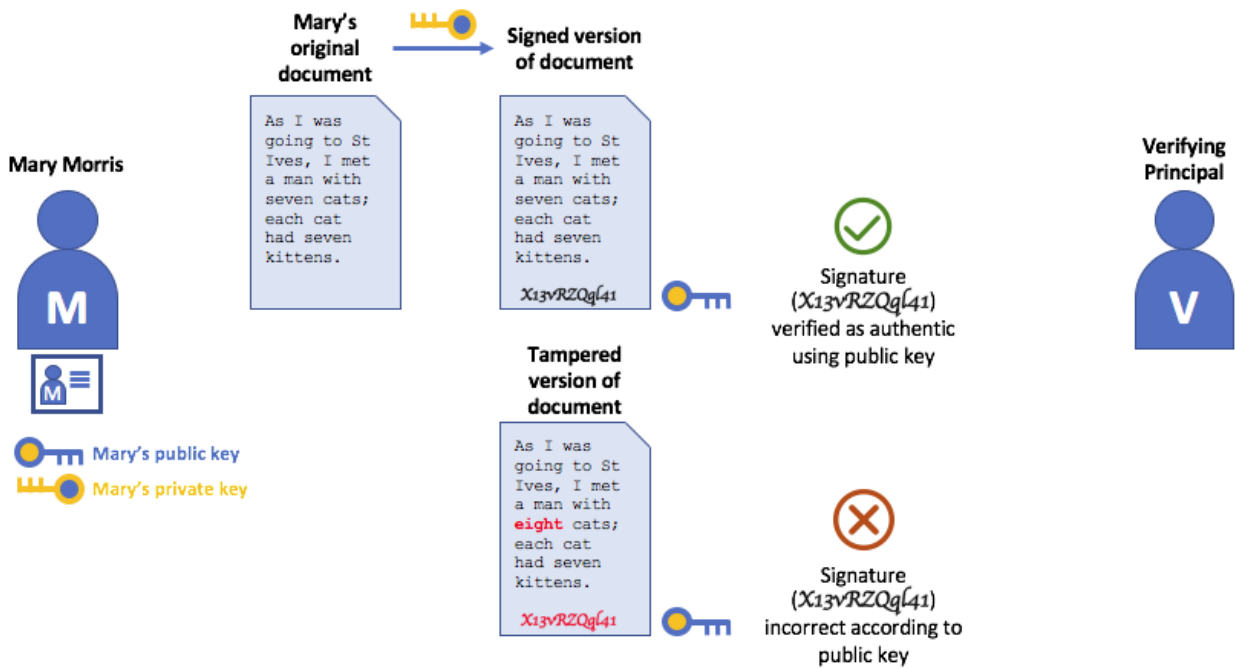 Mary's
original
document
Signed version
of document
As I was
going to St
Ives, I met
a man with
seven cats;
each cat
had seven
kittens.
As I was
going to St
Ives, I met
a man with
seven cats;
each cat
had seven
kittens.
X13vRZQql41
Mary Morris
M
M
Mary's public key
Mary's private key
Signature
(X13vRZQql41)
verified as authentic
using public key
Verifying
Principal
V
Tampered
version of
document
As I was
going to St
Ives, I met
a man with
eight cats;
each cat
had seven
kittens.
X13vRZQql41
Signature
(X13vRZQql41)
incorrect according to
public key